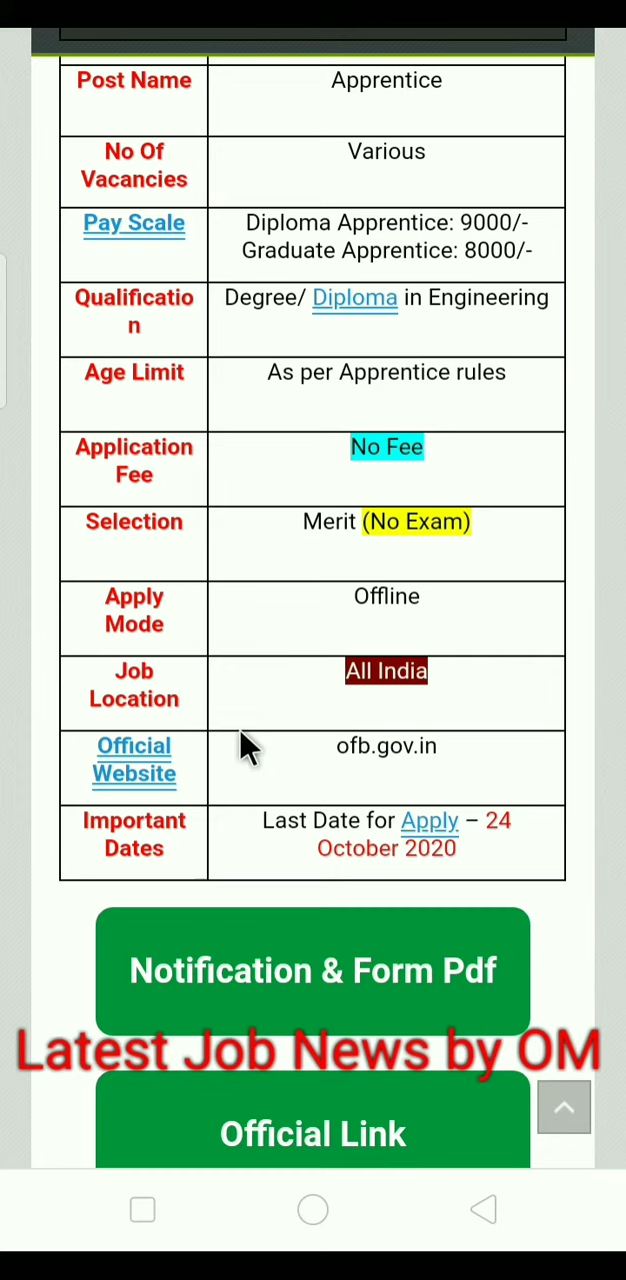 Post Name
Apprentice
No Of
Vacancies
Various
Pay Scale
Diploma Apprentice: 9000/-
Graduate Apprentice: 8000/-
Qualificatio
n
Degree/ Diploma in Engineering
Age Limit
As per Apprentice rules
Application
Fee
No Fee
Selection
Merit (No Exam)
Apply
Mode
Offline
Job
Location
All India
Official
Website
ofb.gov.in
Important
Dates
Last Date for Apply – 24
October 2020
Notification & Form Pdf
Latest Job News by OM
Official Link